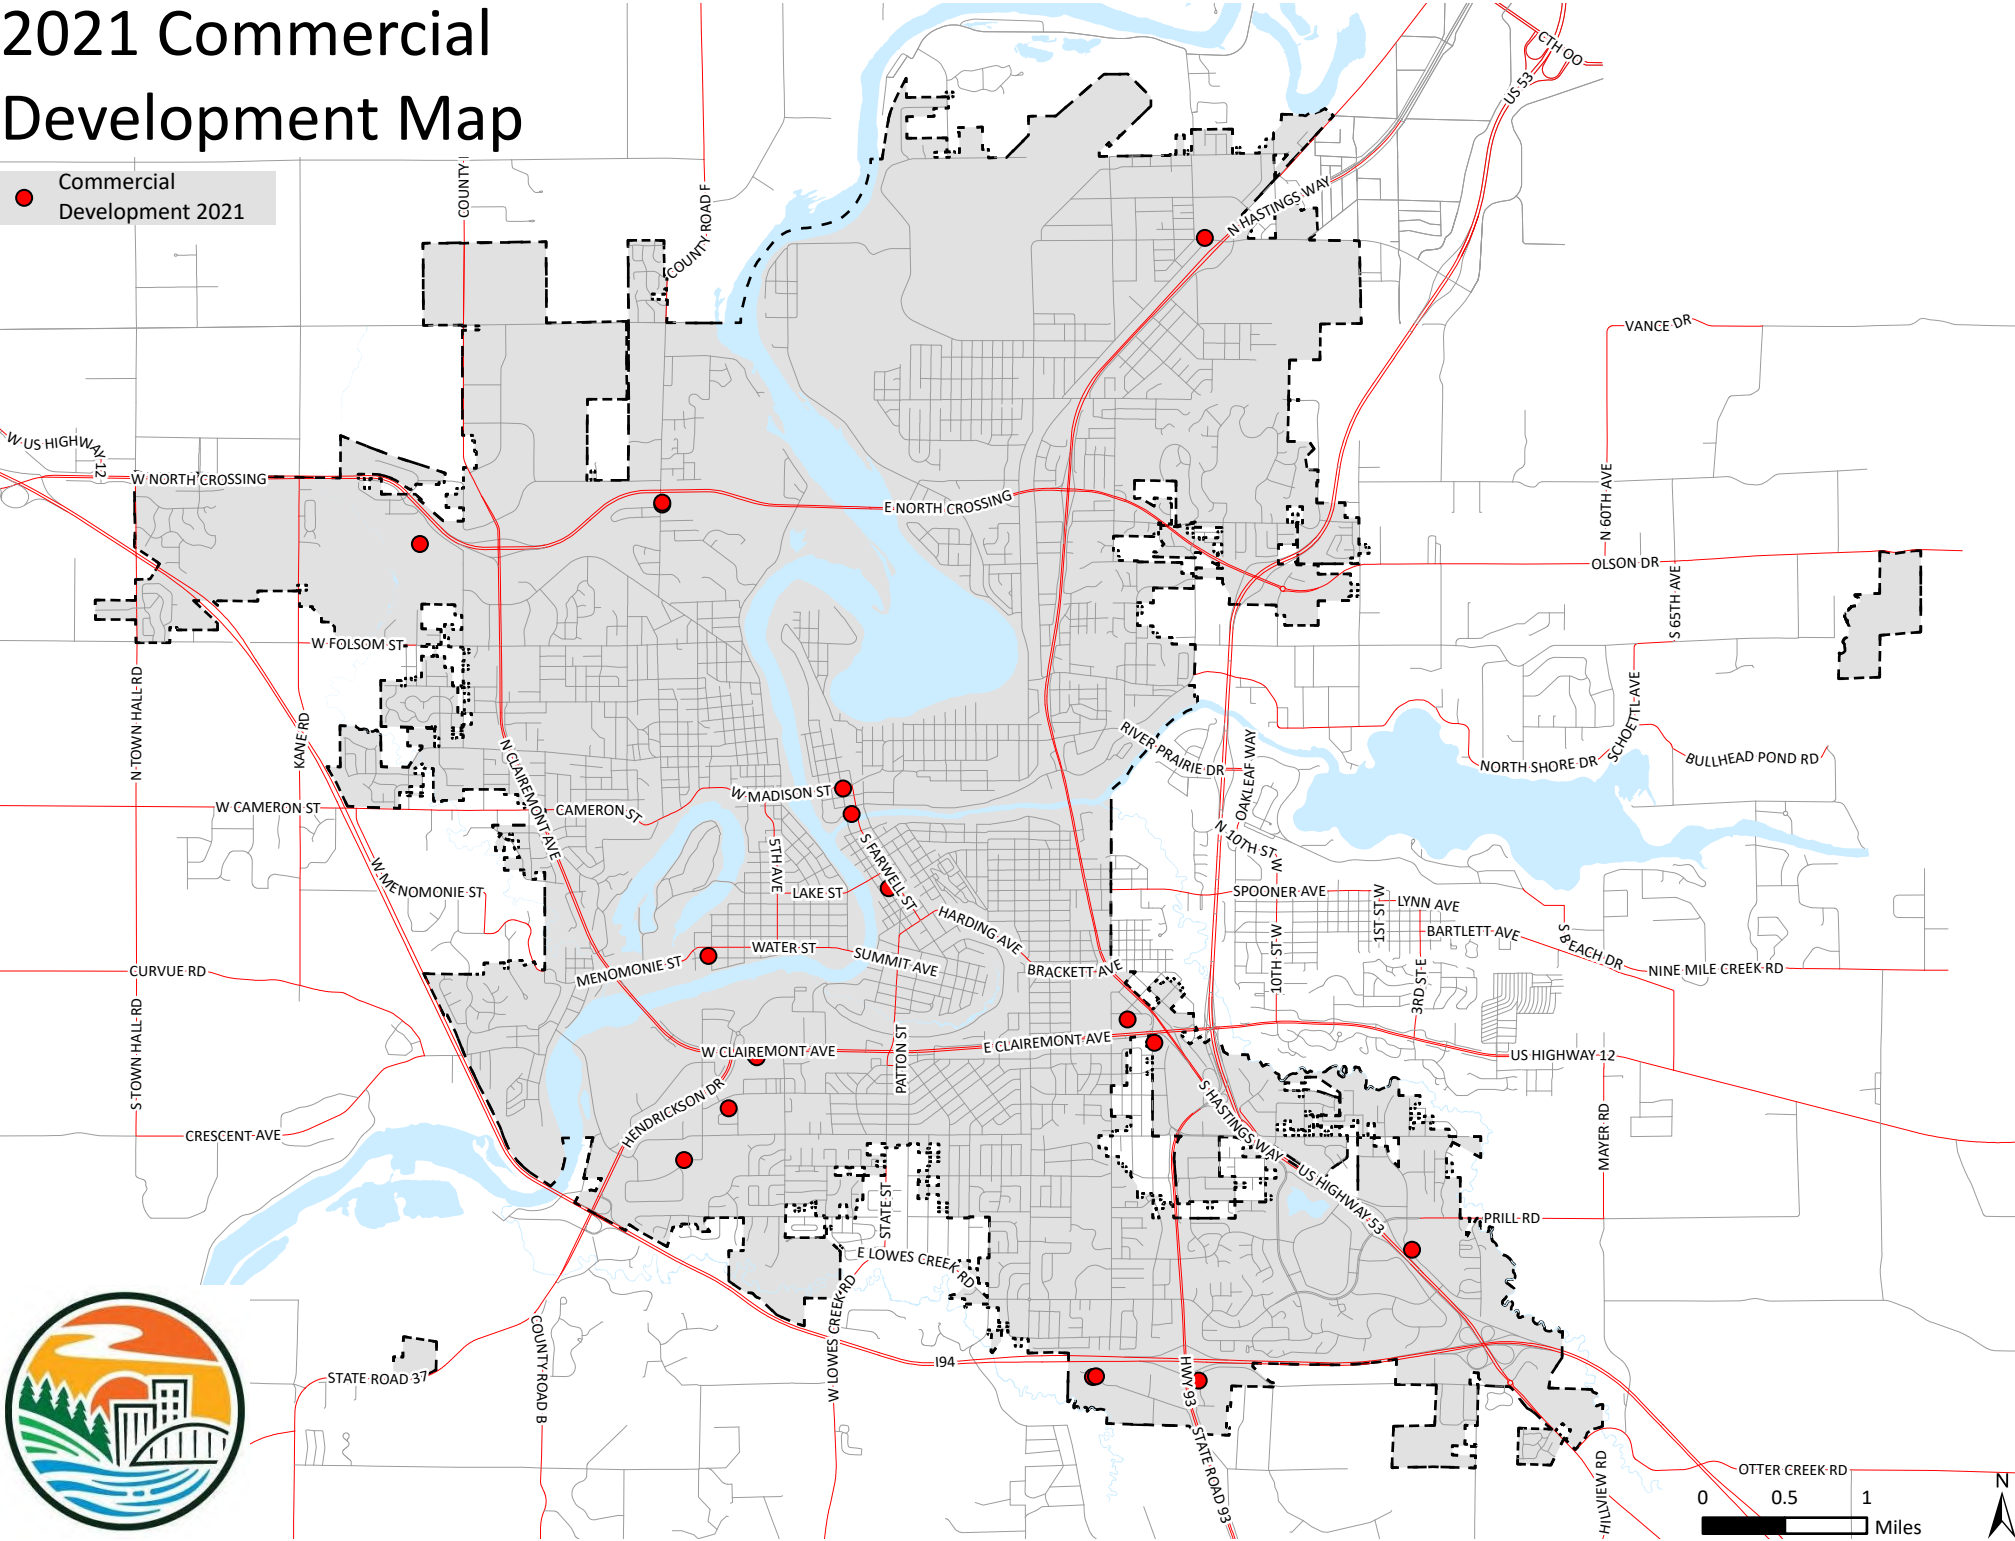 2021 Commercial
Development Map
Commercial
Development 2021
CTH OO
US 53
COUNTY I
COUNTY ROAD F
N HASTINGS WAY
VANCE DR
W US HIGHWAY 12
W NORTH CROSSING
E NORTH CROSSING
N 60TH AVE
OLSON DR
S 65TH AVE
W FOLSOM ST
N TOWN HALL RD
KANE RD
N CLAIREMONT AVE
RIVER PRAIRIE DR
OAKLEAF WAY
SCHOETTL AVE
NORTH SHORE DR
BULLHEAD POND RD
W CAMERON ST
CAMERON ST
W MADISON ST
N 10TH ST W
5TH AVE
S FARWELL ST
W MENOMONIE ST
LAKE ST
SPOONER AVE
1ST ST W
LYNN AVE
HARDING AVE
BARTLETT AVE
S BEACH DR
CURVUE RD
MENOMONIE ST
WATER ST
SUMMIT AVE
BRACKETT AVE
10TH ST W
3RD ST E
NINE MILE CREEK RD
S TOWN HALL RD
W CLAIREMONT AVE
PATTON ST
E CLAIREMONT AVE
US HIGHWAY 12
HENDRICKSON DR
S HASTINGS WAY
MAYER RD
CRESCENT AVE
US HIGHWAY 53
STATE ST
PRILL RD
E LOWES CREEK RD
W LOWES CREEK RD
COUNTY ROAD B
I94
STATE ROAD 37
HWY 93
STATE ROAD 93
HILLVIEW RD
OTTER CREEK RD
N
0 0.5 1
Miles